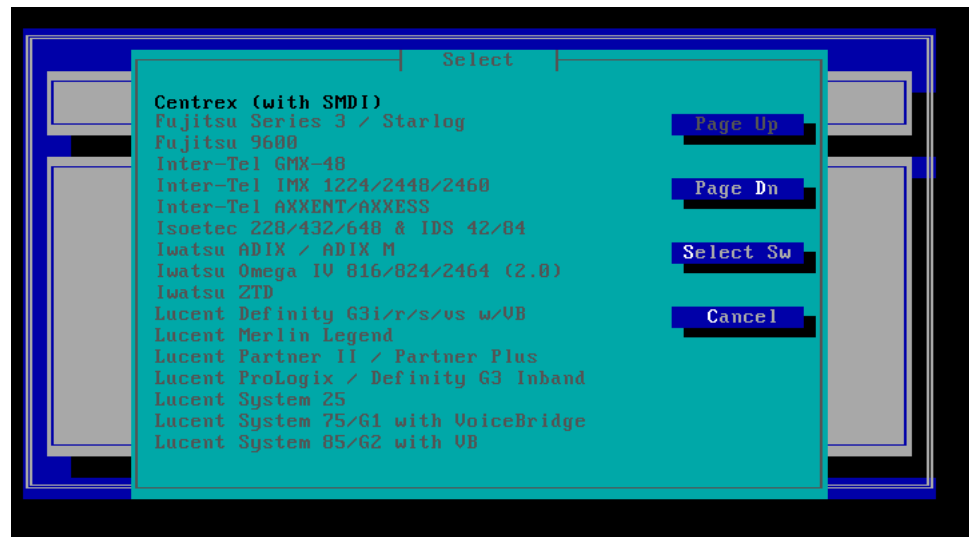 Select
Centrex (with SMDI)
Fujitsu Series 3 / Starlog
Fujitsu 9600
Inter-Tel GMX-48
Inter-Tel IMX 1224/2448/2460
Inter-Tel AXXENT/AXXESS
Isoetec 228/432/648 & IDS 42/84
Iwatsu ADIX / ADIX M
Iwatsu Omega IV 816/824/2464 (2.0)
Iwatsu ZTD
Lucent Definity G3i/r/s/vs w/VB
Lucent Merlin Legend
Lucent Partner II / Partner Plus
Lucent ProLogix / Definity G3 Inband
Lucent System 25
Lucent System 75/G1 with VoiceBridge
Lucent System 85/G2 with VB
Page Up
Page Dn
Select Sw
Cancel